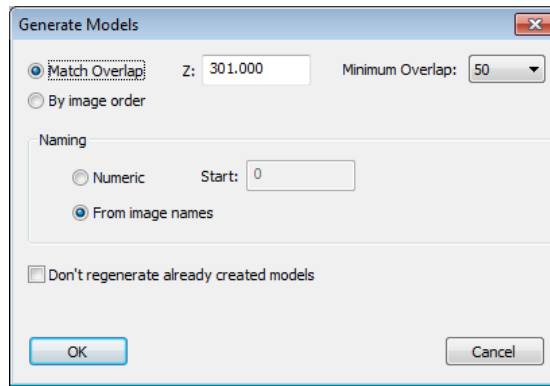 Generate Models
Match Overlap Z: 301.000 Minimum Overlap: 50
By image order
Naming
Numeric Start: 0
From image names
Don't regenerate already created models
OK Cancel